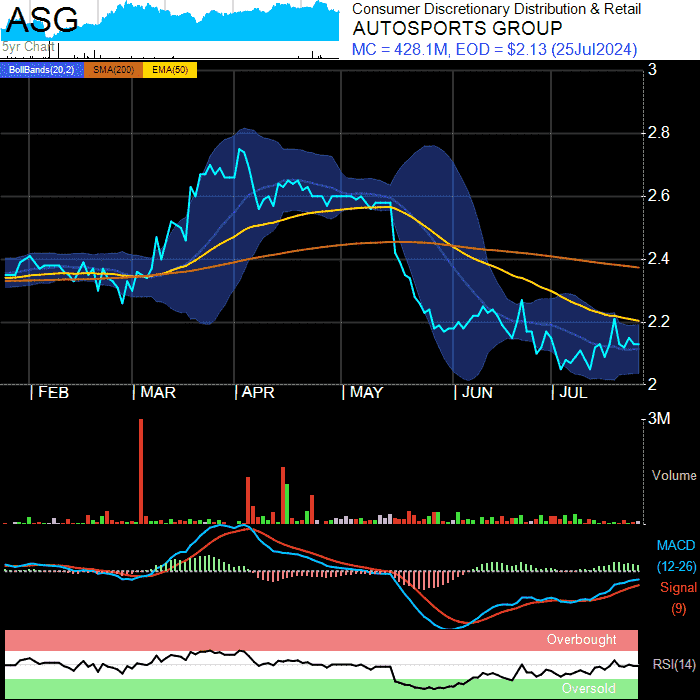 ASG
5yr Chart
Consumer Discretionary Distribution & Retail
AUTOSPORTS GROUP
MC = 428.1M, EOD = $2.13 (25Jul2024)
BollBands(20,2) SMA(200) EMA(50)
3
2.8
2.6
2.4
2.2
2
FEB MAR APR MAY JUN JUL
3M
Volume
MACD
(12-26)
Signal
(9)
Overbought
RSI(14)
Oversold